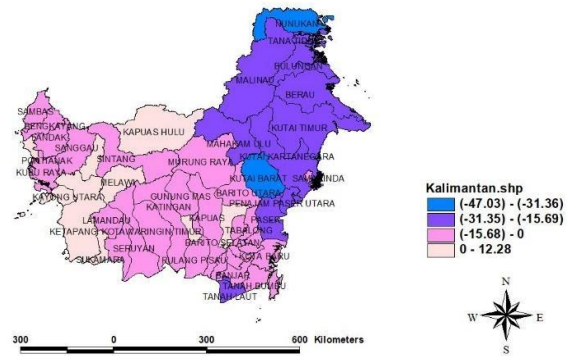 NUNUKAN
BULUNGAN
MALINAU
BERAU
SAMBAS
BENGKAYANG
KAPUAS HULU
KUTAI TIMUR
LANDAK
SANGGAU
MAHAKAM ULU
PONTIANAK
SINTANG
KUTAI KARTANEGARA
KUBU RAYA
MURUNG RAYA
MELAWI
KUTAI BARAT
SAMARINDA
KAYONG UTARA
GUNUNG MAS
BARITO UTARA
KATINGAN
PENAJAM PASER UTARA
LAMANDAU
KAPUAS
PASER
KETAPANG
KOTAWARINGIN TIMUR
TABALONG
SERUYAN
BARITO SELATAN
SUKAMARA
PULANG PISAU
KOTA BARU
BANJAR
TANAH BUMBU
TANAH LAUT
Kalimantan.shp
(-47.03) - (-31.36)
(-31.35) - (-15.69)
(-15.68) - 0
0 - 12.28
N
W E
S
300 0 300 600 Kilometers